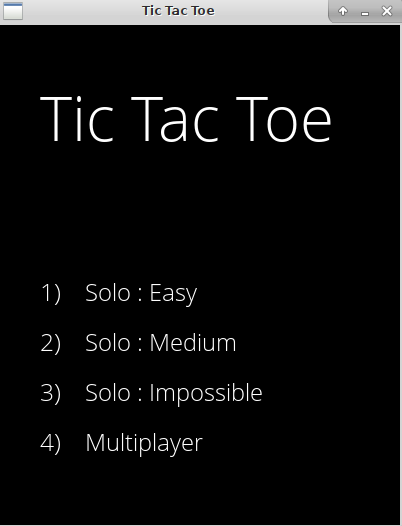 Tic Tac Toe
Tic Tac Toe
1) Solo : Easy
2) Solo : Medium
3) Solo : Impossible
4) Multiplayer